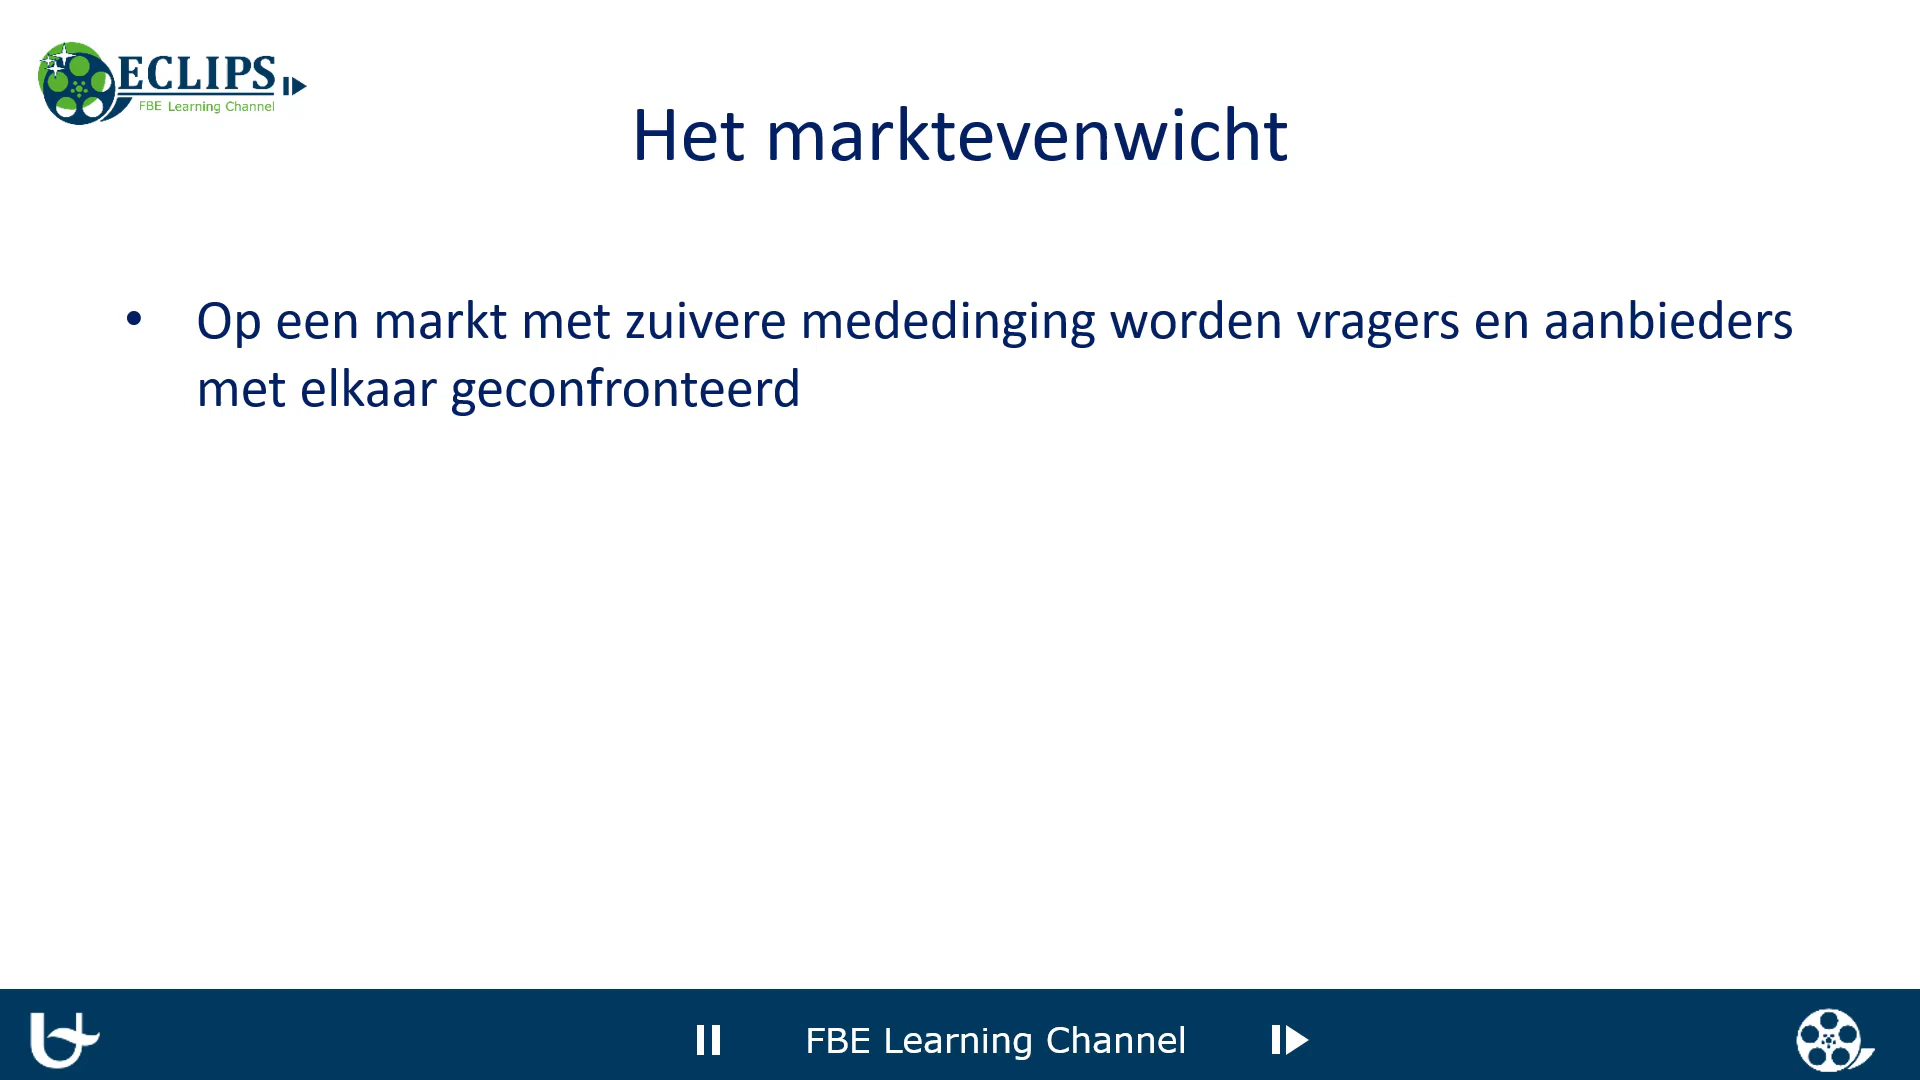 ECLIPS
FBE Learning Channel
Het marktevenwicht
• Op een markt met zuivere mededinging worden vragers en aanbieders
met elkaar geconfronteerd
FBE Learning Channel